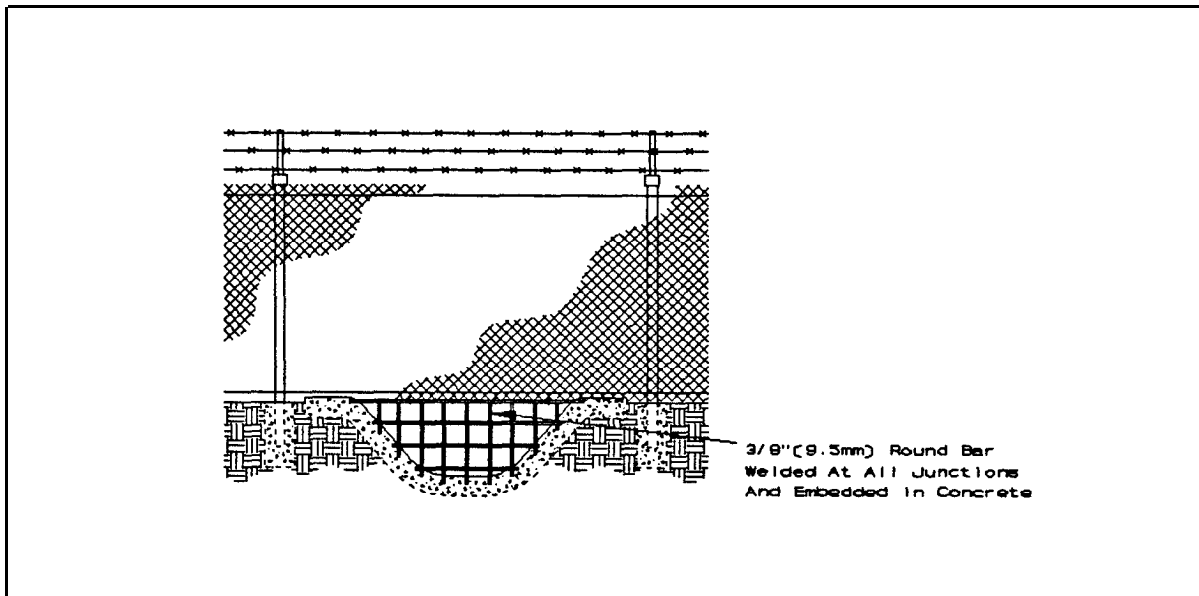 3/8"(9.5mm) Round Bar
Welded At All Junctions
And Embedded In Concrete